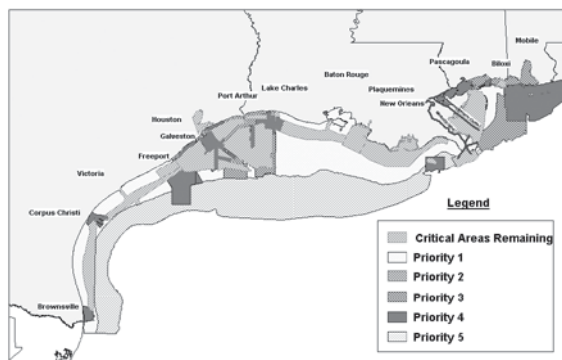 Mobile
Pascagoula
Biloxi
Baton Rouge
Lake Charles
Plaquemines
Port Arthur
New Orleans
Houston
Galveston
Freeport
Victoria
Corpus Christi
Brownsville
Legend
Critical Areas Remaining
Priority 1
Priority 2
Priority 3
Priority 4
Priority 5